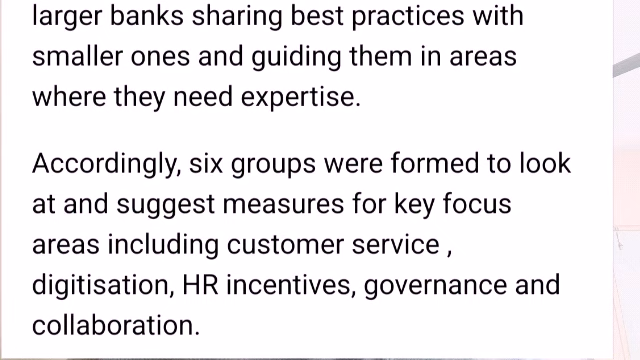 larger banks sharing best practices with
smaller ones and guiding them in areas
where they need expertise.
Accordingly, six groups were formed to look
at and suggest measures for key focus
areas including customer service ,
digitisation, HR incentives, governance and
collaboration.